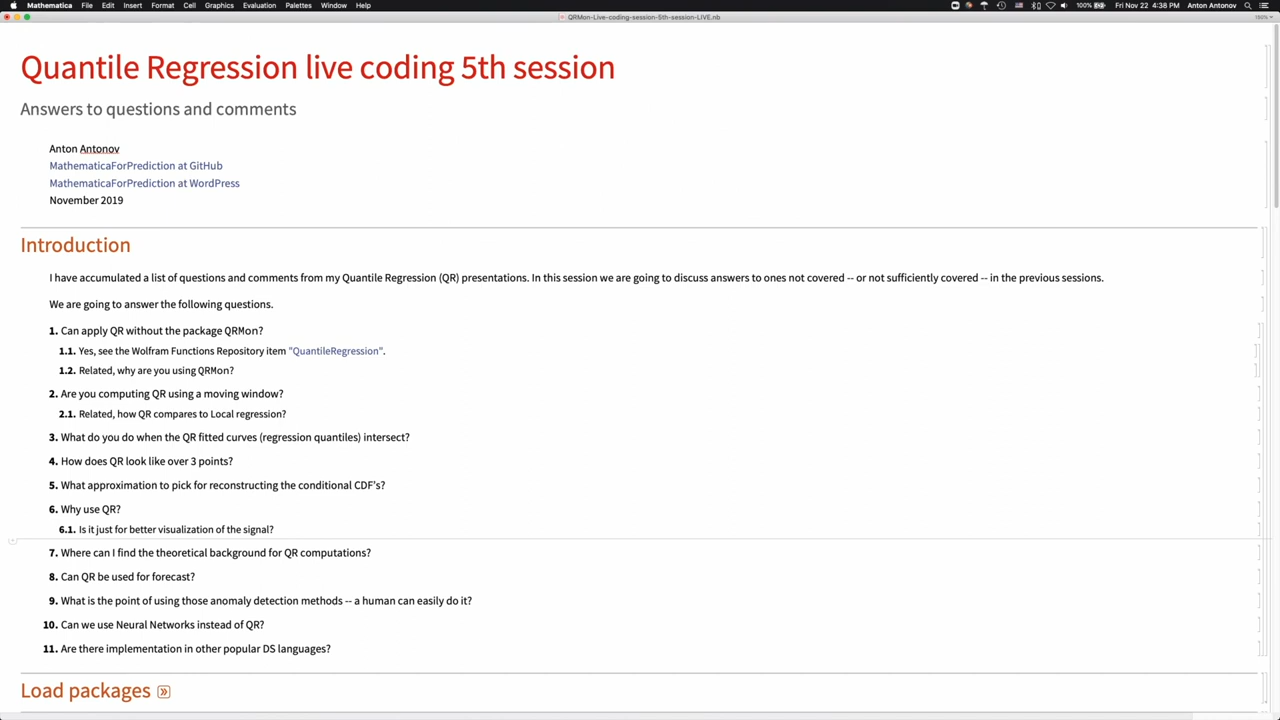 Mathematica File Edit Insert Format Cell Graphics Evaluation Palettes Window Help 100% Fri Nov 22 4:38 PM Anton Antonov
QRMon-Live-coding-session-5th-session-LIVE.nb
Quantile Regression live coding 5th session
Answers to questions and comments
Anton Antonov
MathematicaForPrediction at GitHub
MathematicaForPrediction at WordPress
November 2019
Introduction
I have accumulated a list of questions and comments from my Quantile Regression (QR) presentations. In this session we are going to discuss answers to ones not covered -- or not sufficiently covered -- in the previous sessions.
We are going to answer the following questions.
1. Can apply QR without the package QRMon?
1.1. Yes, see the Wolfram Functions Repository item "QuantileRegression".
1.2. Related, why are you using QRMon?
2. Are you computing QR using a moving window?
2.1. Related, how QR compares to Local regression?
3. What do you do when the QR fitted curves (regression quantiles) intersect?
4. How does QR look like over 3 points?
5. What approximation to pick for reconstructing the conditional CDF's?
6. Why use QR?
6.1. Is it just for better visualization of the signal?
7. Where can I find the theoretical background for QR computations?
8. Can QR be used for forecast?
9. What is the point of using those anomaly detection methods -- a human can easily do it?
10. Can we use Neural Networks instead of QR?
11. Are there implementation in other popular DS languages?
Load packages »